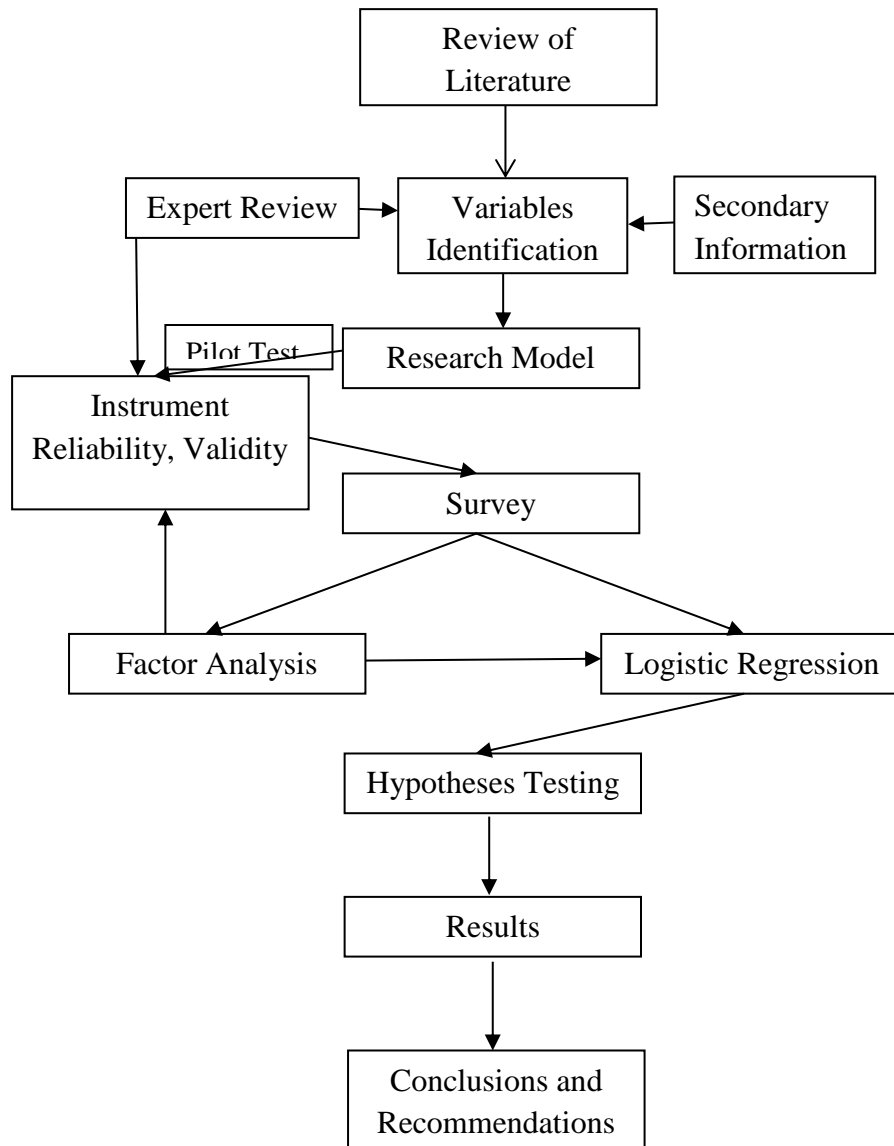 Review of
Literature
Expert Review
Variables
Identification
Secondary
Information
Pilot Test
Research Model
Instrument
Reliability, Validity
Survey
Factor Analysis
Logistic Regression
Hypotheses Testing
Results
Conclusions and
Recommendations